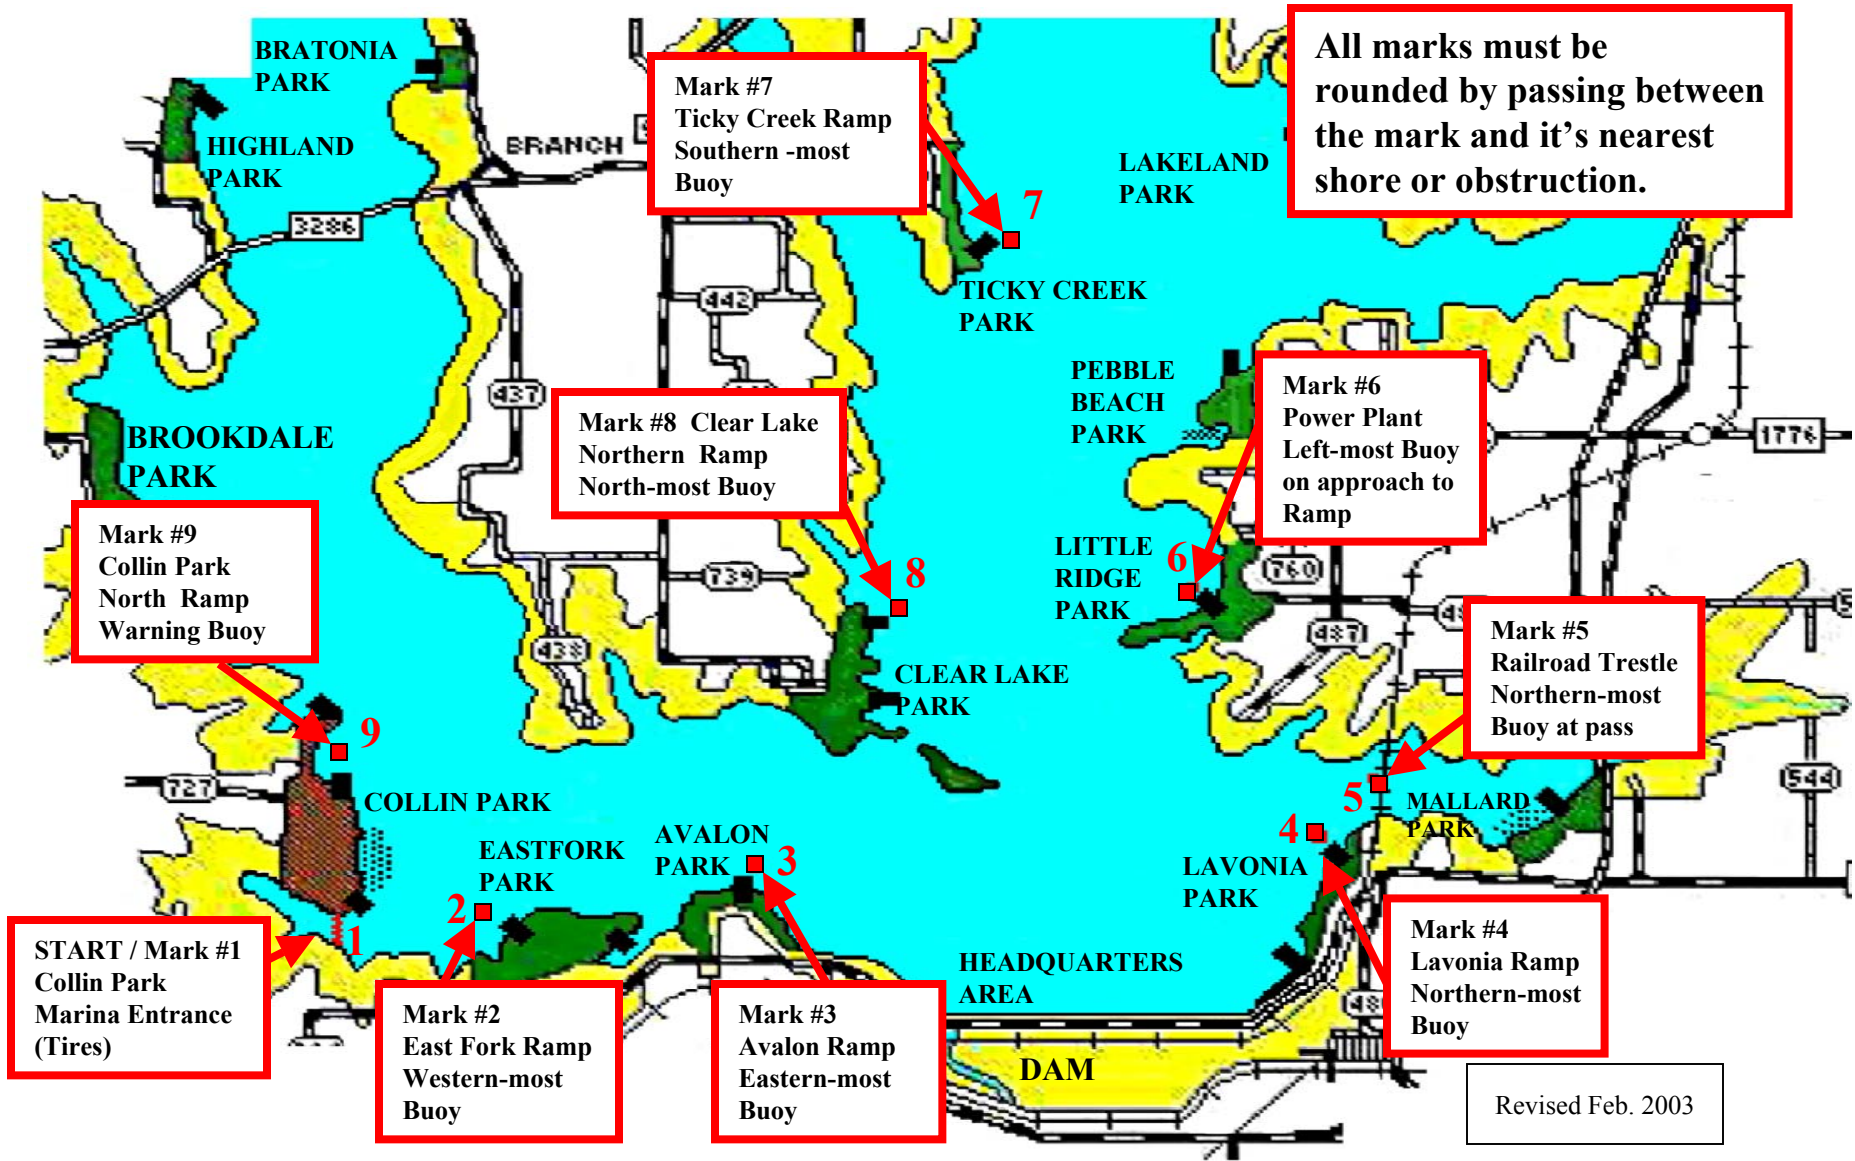 BRATONIA
PARK
HIGHLAND
PARK
BRANCH
3286
Mark #7
Ticky Creek Ramp
Southern -most
Buoy
7
LAKELAND
PARK
All marks must be
rounded by passing between
the mark and it's nearest
shore or obstruction.
TICKY CREEK
PARK
442
437
BROOKDALE
PARK
Mark #8 Clear Lake
Northern Ramp
North-most Buoy
8
PEBBLE
BEACH
PARK
Mark #6
Power Plant
Left-most Buoy
on approach to
Ramp
1776
Mark #9
Collin Park
North Ramp
Warning Buoy
9
739
438
LITTLE
RIDGE
PARK
6
760
487
Mark #5
Railroad Trestle
Northern-most
Buoy at pass
CLEAR LAKE
PARK
727
COLLIN PARK
544
5
MALLARD
PARK
4
LAVONIA
PARK
EASTFORK
PARK
AVALON
PARK
3
2
1
START / Mark #1
Collin Park
Marina Entrance
(Tires)
Mark #2
East Fork Ramp
Western-most
Buoy
Mark #3
Avalon Ramp
Eastern-most
Buoy
HEADQUARTERS
AREA
DAM
Mark #4
Lavonia Ramp
Northern-most
Buoy
Revised Feb. 2003